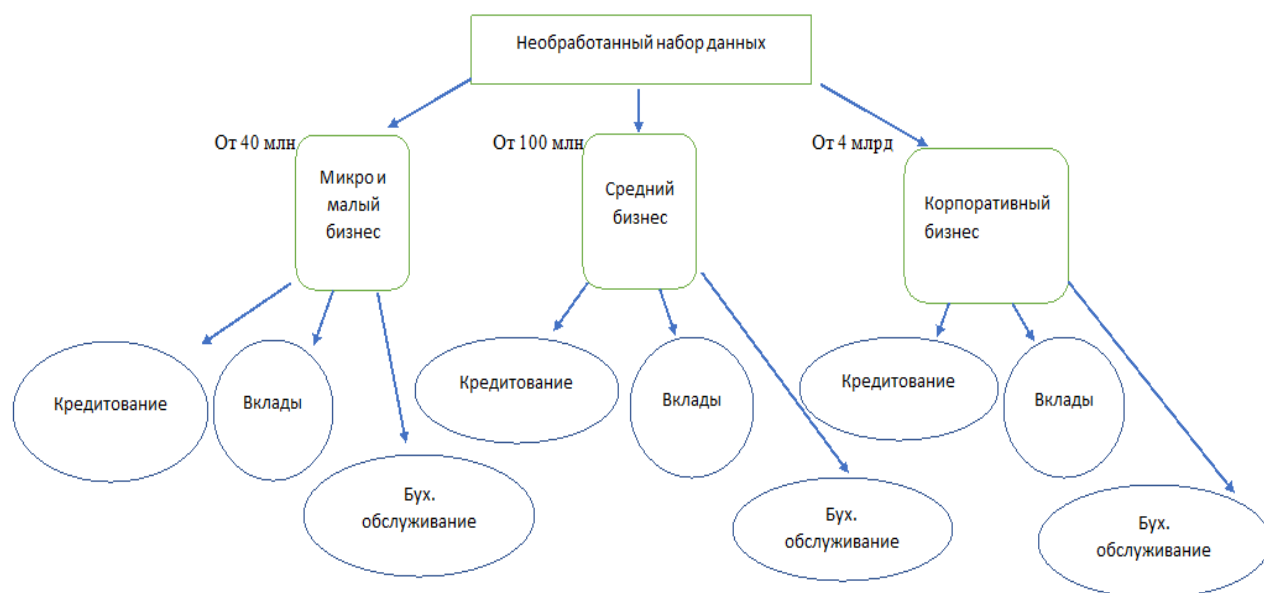 Необработанный набор данных
От 40 млн
От 100 млн
От 4 млрд
Микро и
малый
бизнес
Средний
бизнес
Корпоративный
бизнес
Кредитование
Вклады
Бух.
обслуживание
Кредитование
Вклады
Бух.
обслуживание
Кредитование
Вклады
Бух.
обслуживание